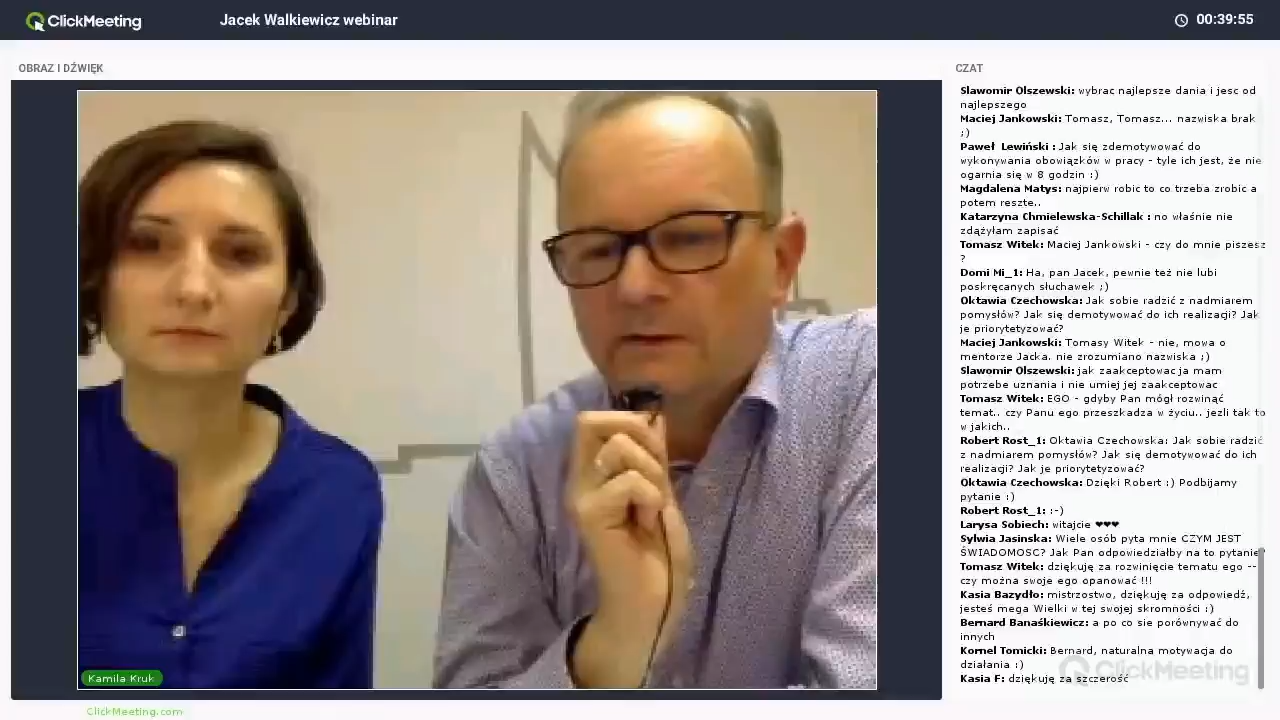 ClickMeeting
Jacek Walkiewicz webinar
00:39:55
OBRAZ I DŹWIĘK
Kamila Kruk
ClickMeeting.com
CZAT
Slawomir Olszewski: wybrac najlepsze dania i jesc od
najlepszego
Maciej Jankowski: Tomasz, Tomasz... nazwiska brak
;)
Paweł Lewiński : Jak się zdemotywować do
wykonywania obowiązków w pracy - tyle ich jest, że nie
ogarnia się w 8 godzin :)
Magdalena Matys: najpierw robic to co trzeba zrobic a
potem reszte..
Katarzyna Chmielewska-Schillak : no właśnie nie
zdążyłam zapisać
Tomasz Witek: Maciej Jankowski - czy do mnie piszesz
?
Domi Mi_1: Ha, pan Jacek, pewnie też nie lubi
poskręcanych słuchawek ;)
Oktawia Czechowska: Jak sobie radzić z nadmiarem
pomysłów? Jak się demotywować do ich realizacji? Jak
je priorytetyzować?
Maciej Jankowski: Tomasy Witek - nie, mowa o
mentorze Jacka. nie zrozumiano nazwiska ;)
Slawomir Olszewski: jak zaakceptowac ja mam
potrzebe uznania i nie umiej jej zaakceptowac
Tomasz Witek: EGO - gdyby Pan mógł rozwinąć
temat.. czy Panu ego przeszkadza w życiu.. jezli tak to
w jakich..
Robert Rost_1: Oktawia Czechowska: Jak sobie radzić
z nadmiarem pomysłów? Jak się demotywować do ich
realizacji? Jak je priorytetyzować?
Oktawia Czechowska: Dzięki Robert :) Podbijamy
pytanie :)
Robert Rost_1: :-)
Larysa Sobiech: witajcie ❤❤❤
Sylwia Jasinska: Wiele osób pyta mnie CZYM JEST
ŚWIADOMOSC? Jak Pan odpowiedziałby na to pytanie
Tomasz Witek: dziękuję za rozwinięcie tematu ego --
czy można swoje ego opanować !!!
Kasia Bazydło: mistrzostwo, dziękuję za odpowiedź,
jesteś mega Wielki w tej swojej skromności :)
Bernard Banaśkiewicz: a po co sie porównywać do
innych
Kornel Tomicki: Bernard, naturalna motywacja do
działania :)
Kasia F: dziękuję za szczerość
ClickMeeting